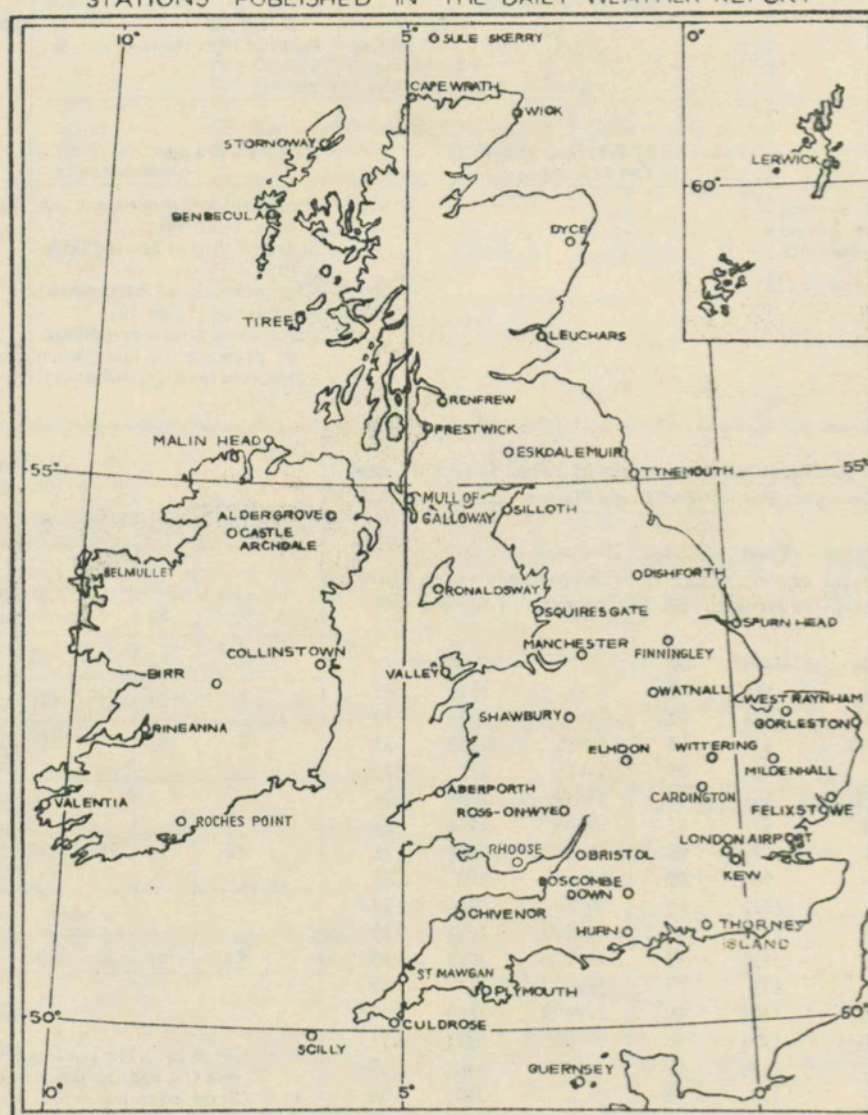 STATIONS PUBLISHED IN THE DAILY WEATHER REPORT
10°
5°
SULE SKERRY
0°
CAPE WRATH
WICK
STORNOWAY
LERWICK
60°
BENBECULA
DYCE
TIREE
LEUCHARS
RENFREW
PRESTWICK
MALIN HEAD
ESKDALEMUIR
55°
TYNEMOUTH
55°
MULL OF
GALLOWAY
ALDERGROVE
SILLOTH
CASTLE
ARCHDALE
BELMULLET
DISHFORTH
RONALDSWAY
SQUIRES GATE
SPURN HEAD
MANCHESTER
FINNINGLEY
COLLINSTOWN
BIRR
VALLEY
WATNALL
WEST RAYNHAM
SHAWBURY
GORLESTON
RINEANNA
ELMDON
WITTERING
MILDENHALL
ABERPORTH
CARDINGTON
VALENTIA
ROSS-ON-WYE
FELIXSTOWE
ROCHES POINT
LONDON AIRPORT
RHOOSE
BRISTOL
KEW
BOSCOMBE
DOWN
CHIVENOR
HURN
THORNEY
ISLAND
ST MAWGAN
PLYMOUTH
50°
CULDROSE
50°
SCILLY
GUERNSEY
10°
5°
0°